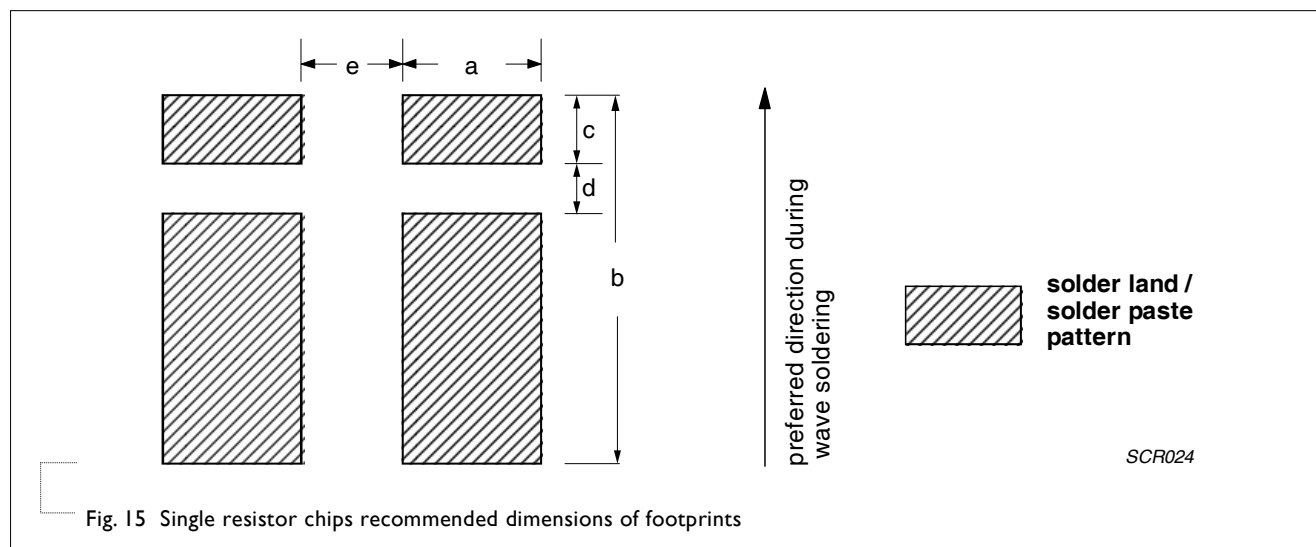 e
a
c
d
b
preferred direction during
wave soldering
solder land /
solder paste
pattern
SCR024
Fig. 15 Single resistor chips recommended dimensions of footprints